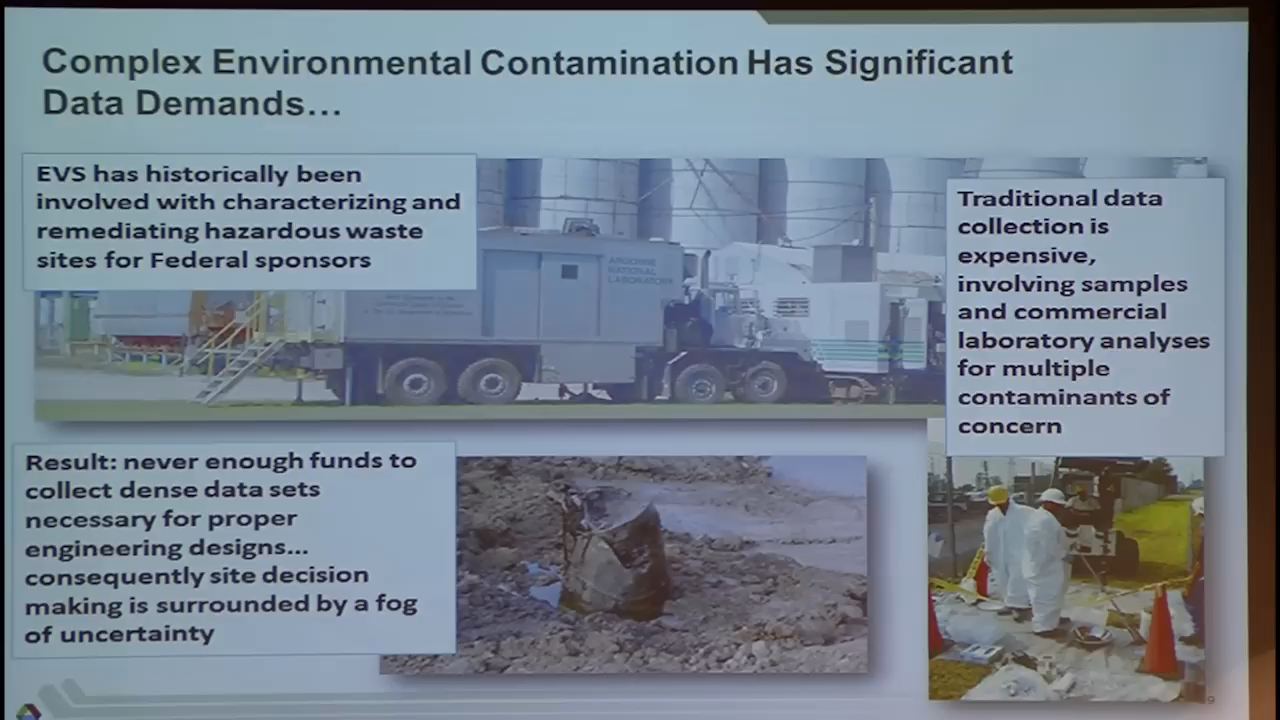 Complex Environmental Contamination Has Significant
Data Demands...
EVS has historically been
involved with characterizing and
remediating hazardous waste
sites for Federal sponsors
ARGONNE
NATIONAL
LABORATORY
Traditional data
collection is
expensive,
involving samples
and commercial
laboratory analyses
for multiple
contaminants of
concern
Result: never enough funds to
collect dense data sets
necessary for proper
engineering designs...
consequently site decision
making is surrounded by a fog
of uncertainty
9